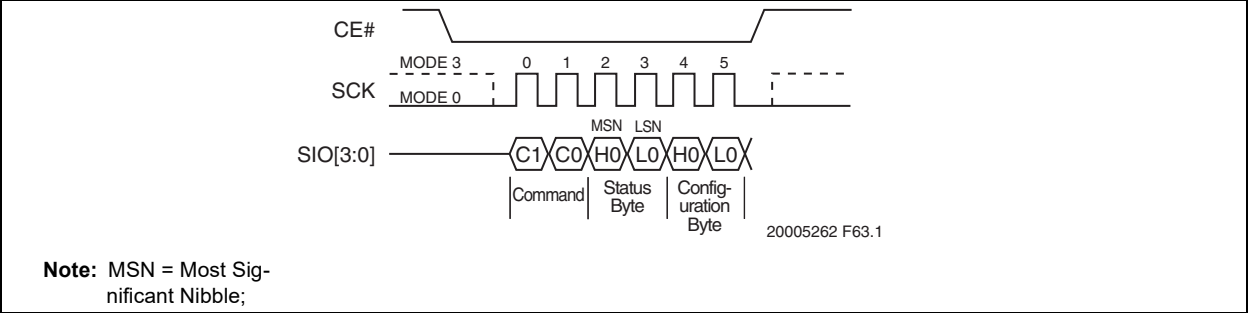 CE#
MODE 3
0 1 2 3 4 5
SCK
MODE 0
MSN LSN
SIO[3:0]
C1 C0 H0 L0 H0 L0
Command
Status
Byte
Config-
uration
Byte
20005262 F63.1
Note: MSN = Most Sig-
nificant Nibble;